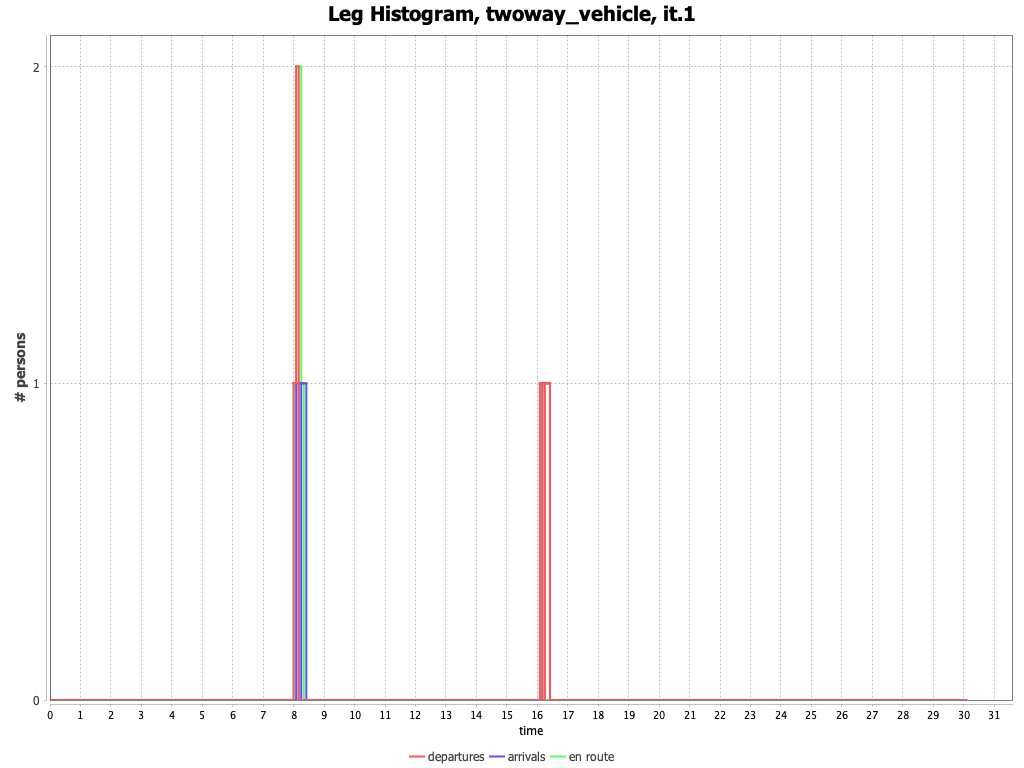 Leg Histogram, twoway_vehicle, it.1
# persons
2
1
0
0 1 2 3 4 5 6 7 8 9 10 11 12 13 14 15 16 17 18 19 20 21 22 23 24 25 26 27 28 29 30 31
time
departures arrivals en route